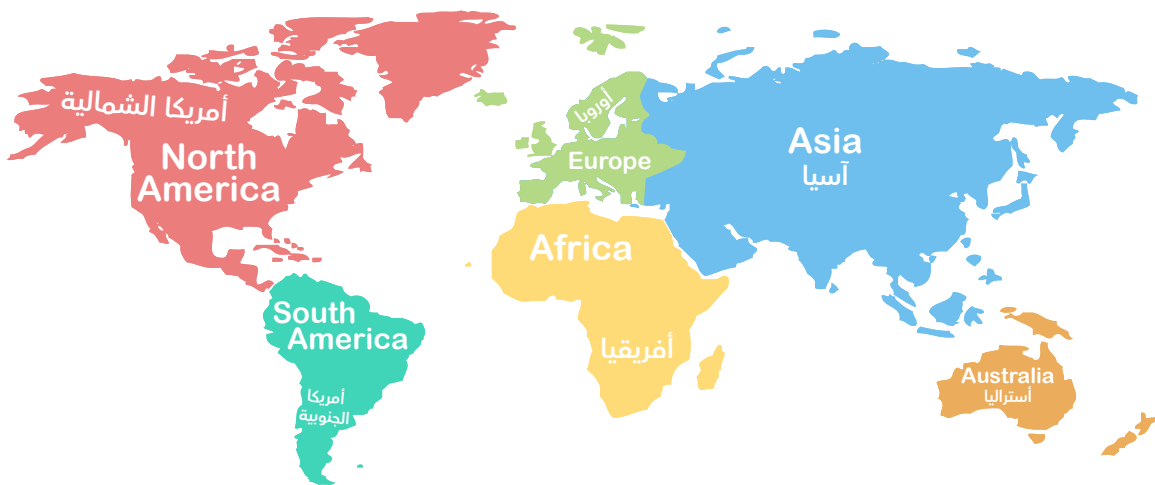 أمريكا الشمالية
North
America
أوروبا
Europe
Asia
آسيا
Africa
أفريقيا
South
America
أمريكا
الجنوبية
Australia
أستراليا